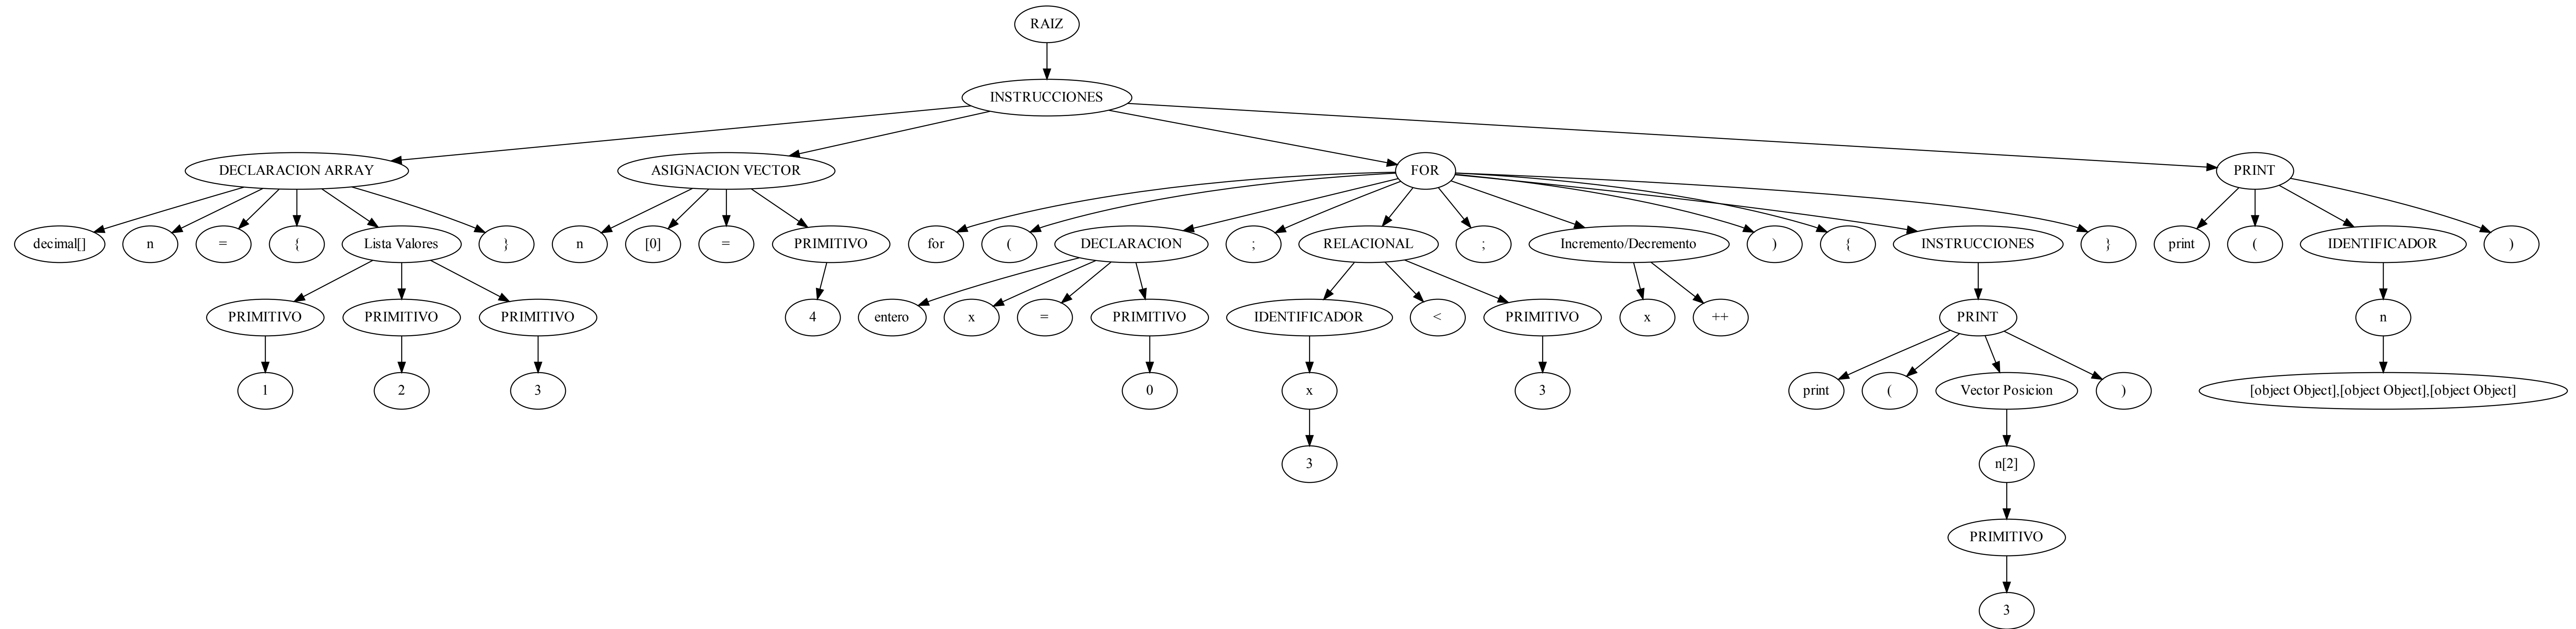 RAIZ
INSTRUCCIONES
DECLARACION ARRAY
ASIGNACION VECTOR
FOR
PRINT
decimal[]
n
=
{
Lista Valores
}
n
[0]
=
PRIMITIVO
for
(
DECLARACION
;
RELACIONAL
;
Incremento/Decremento
)
{
INSTRUCCIONES
}
print
(
IDENTIFICADOR
)
PRIMITIVO
PRIMITIVO
PRIMITIVO
4
entero
x
=
PRIMITIVO
IDENTIFICADOR
<
PRIMITIVO
x
++
PRINT
n
1
2
3
0
x
3
print
(
Vector Posicion
)
[object Object],[object Object],[object Object]
3
n[2]
PRIMITIVO
3